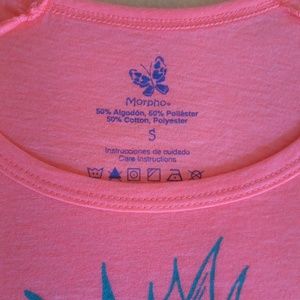 Morpho®
50% Algodón, 50% Poliéster
50% Cotton, Polyester
S
Instrucciones de cuidado
Care Instructions